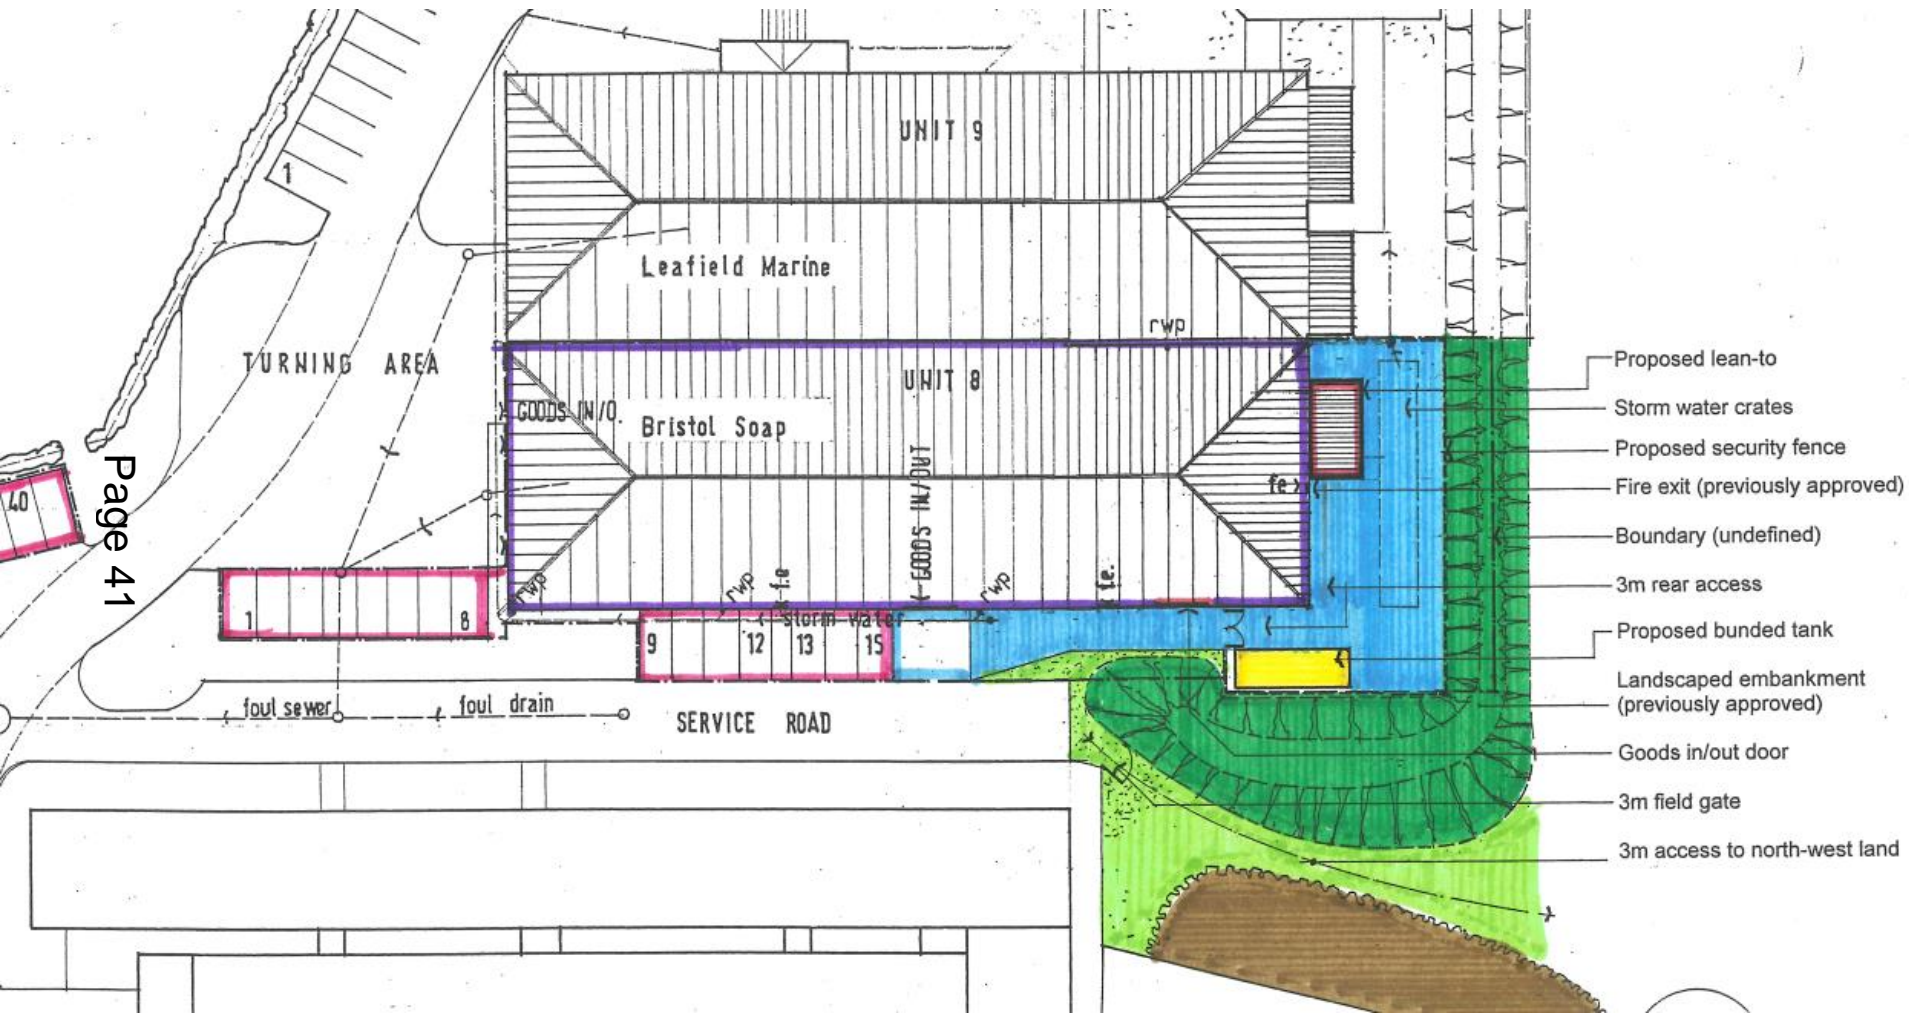 UNIT 9
1
Leafield Marine
rwp
TURNING AREA
UNIT 8
GOODS IN/O.
Bristol Soap
GOODS IN/OUT
fe
40
Page 41
rwp
rwp
f.e
rwp
f.e.
1
8
storm water
9
12
13
15
foul sewer
foul drain
SERVICE ROAD
Proposed lean-to
Storm water crates
Proposed security fence
Fire exit (previously approved)
Boundary (undefined)
3m rear access
Proposed bunded tank
Landscaped embankment
(previously approved)
Goods in/out door
3m field gate
3m access to north-west land